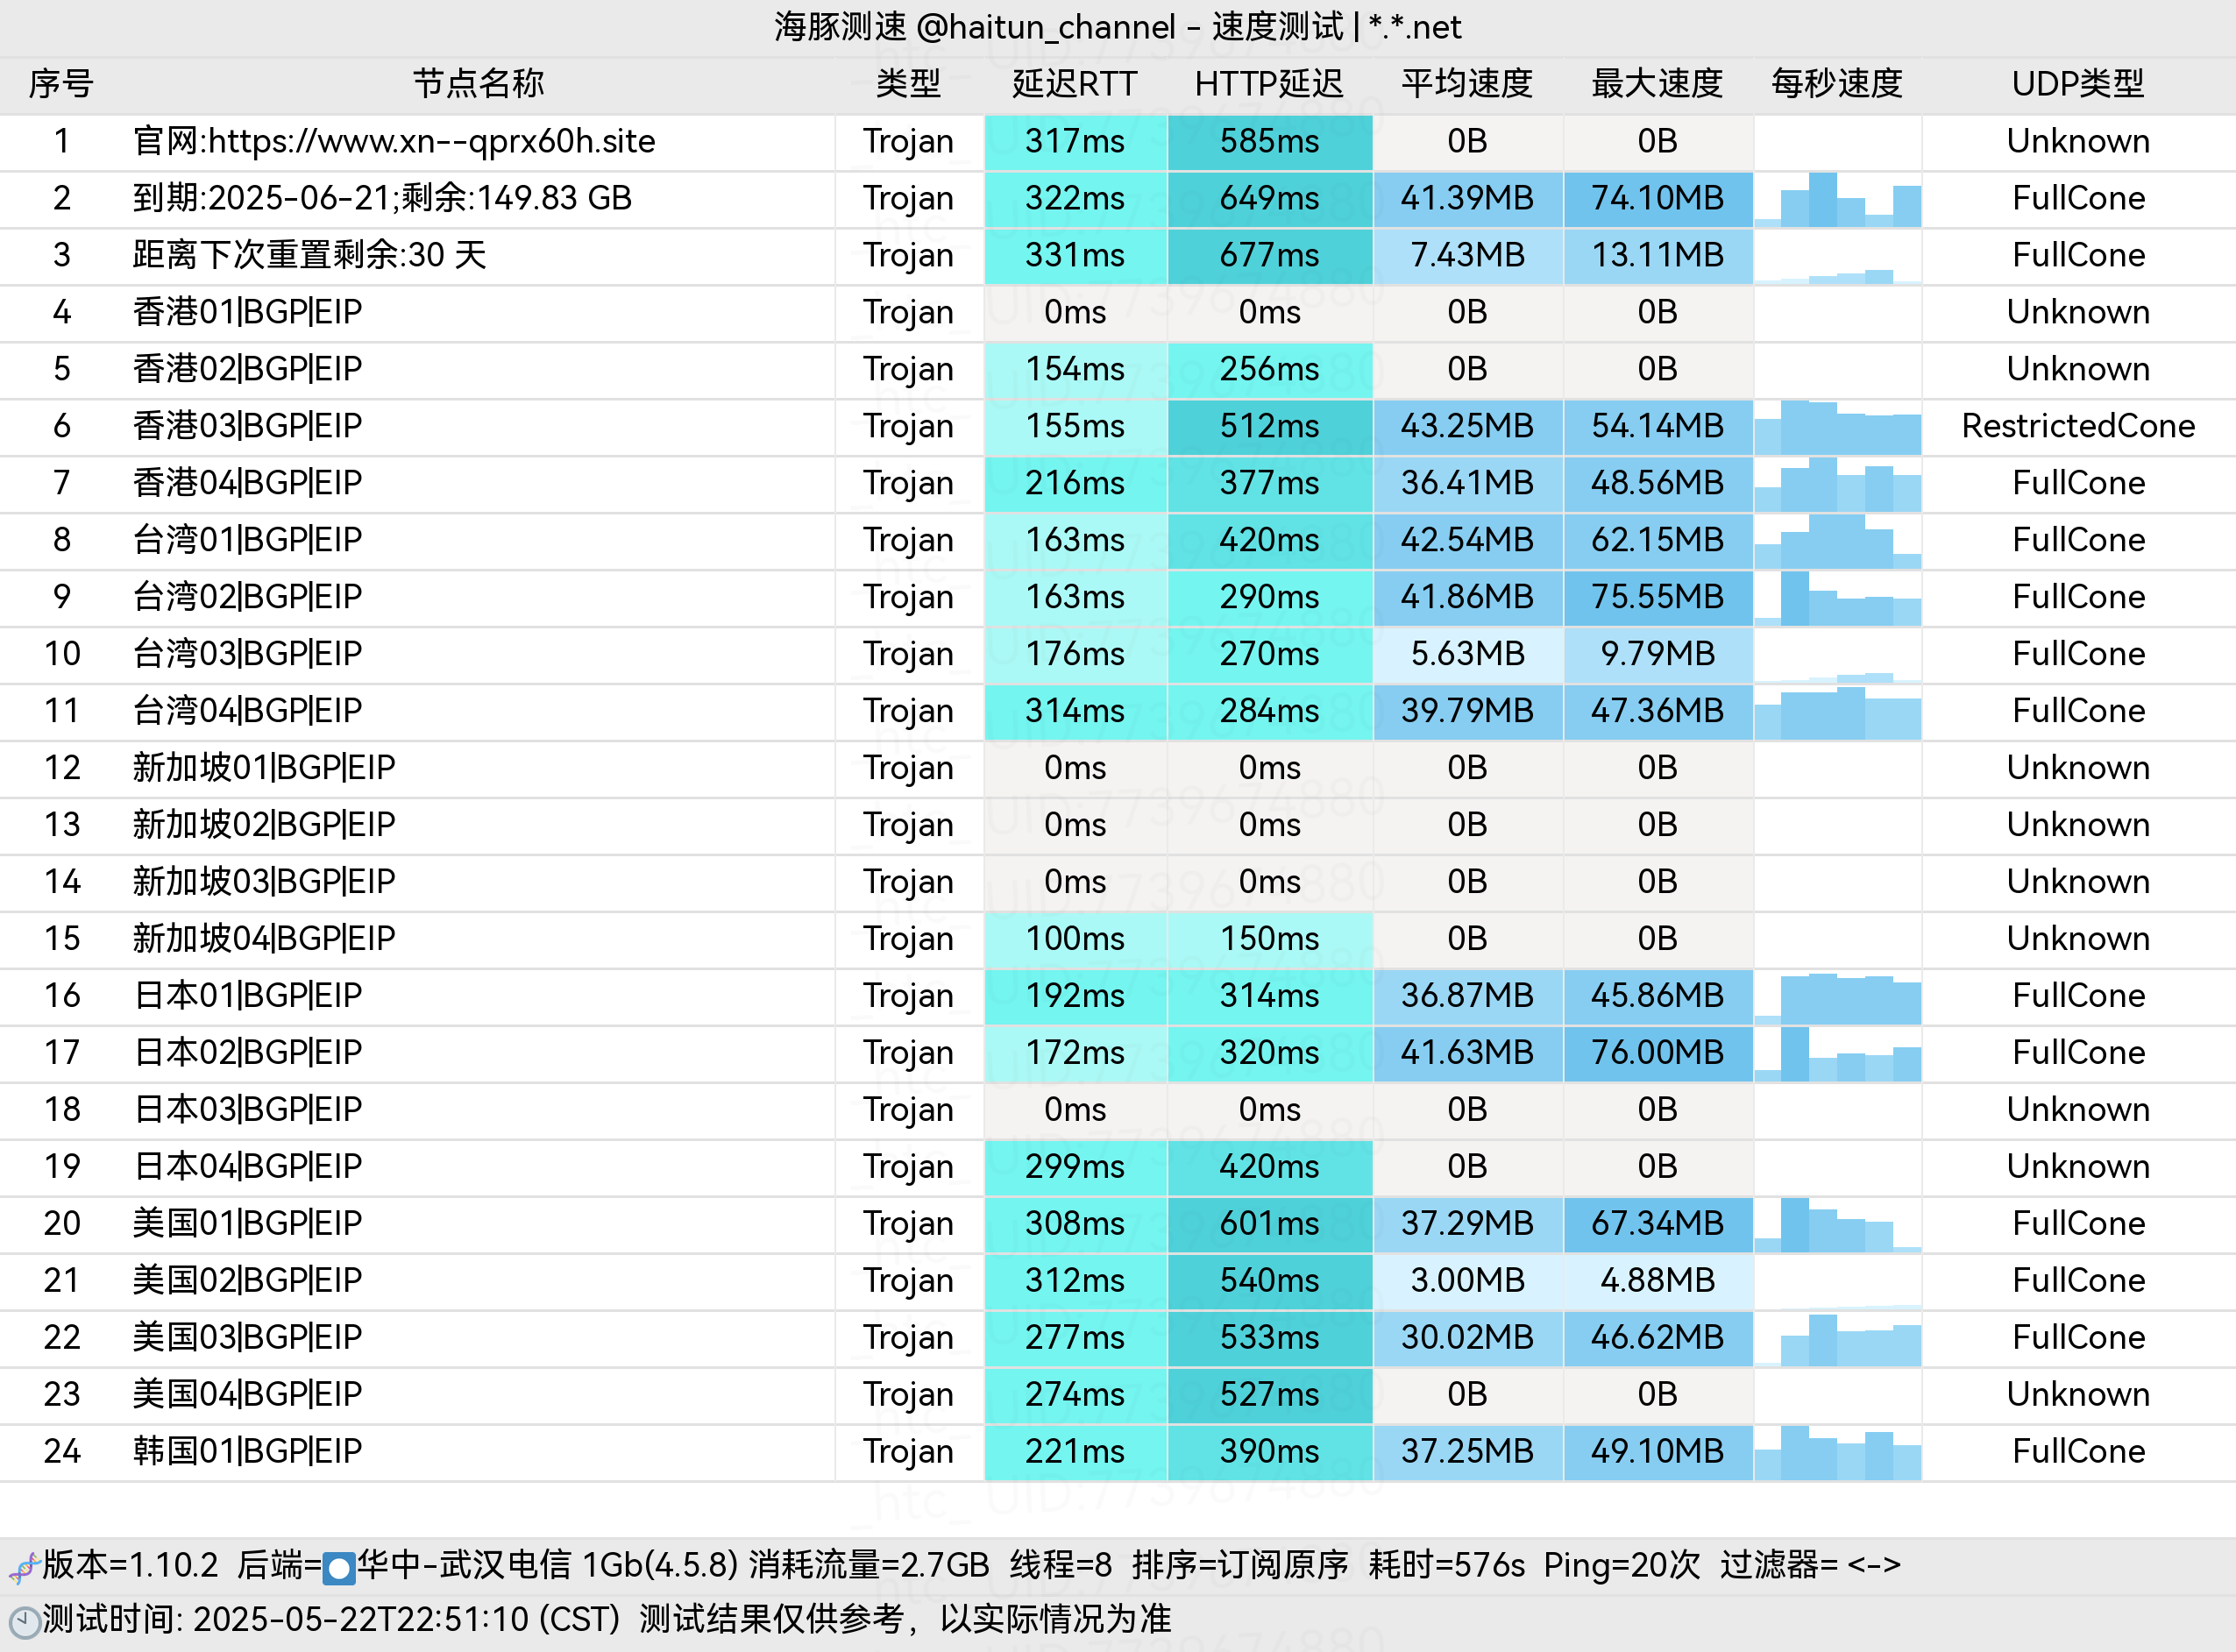 海豚测速 @haitun_channel - 速度测试 | *.*.net
序号 节点名称 类型 延迟RTT HTTP延迟 平均速度 最大速度 每秒速度 UDP类型
1 官网:https://www.xn--qprx60h.site Trojan 317ms 585ms 0B 0B Unknown
2 到期:2025-06-21;剩余:149.83 GB Trojan 322ms 649ms 41.39MB 74.10MB FullCone
3 距离下次重置剩余:30 天 Trojan 331ms 677ms 7.43MB 13.11MB FullCone
4 香港01|BGP|EIP Trojan 0ms 0ms 0B 0B Unknown
5 香港02|BGP|EIP Trojan 154ms 256ms 0B 0B Unknown
6 香港03|BGP|EIP Trojan 155ms 512ms 43.25MB 54.14MB RestrictedCone
7 香港04|BGP|EIP Trojan 216ms 377ms 36.41MB 48.56MB FullCone
8 台湾01|BGP|EIP Trojan 163ms 420ms 42.54MB 62.15MB FullCone
9 台湾02|BGP|EIP Trojan 163ms 290ms 41.86MB 75.55MB FullCone
10 台湾03|BGP|EIP Trojan 176ms 270ms 5.63MB 9.79MB FullCone
11 台湾04|BGP|EIP Trojan 314ms 284ms 39.79MB 47.36MB FullCone
12 新加坡01|BGP|EIP Trojan 0ms 0ms 0B 0B Unknown
13 新加坡02|BGP|EIP Trojan 0ms 0ms 0B 0B Unknown
14 新加坡03|BGP|EIP Trojan 0ms 0ms 0B 0B Unknown
15 新加坡04|BGP|EIP Trojan 100ms 150ms 0B 0B Unknown
16 日本01|BGP|EIP Trojan 192ms 314ms 36.87MB 45.86MB FullCone
17 日本02|BGP|EIP Trojan 172ms 320ms 41.63MB 76.00MB FullCone
18 日本03|BGP|EIP Trojan 0ms 0ms 0B 0B Unknown
19 日本04|BGP|EIP Trojan 299ms 420ms 0B 0B Unknown
20 美国01|BGP|EIP Trojan 308ms 601ms 37.29MB 67.34MB FullCone
21 美国02|BGP|EIP Trojan 312ms 540ms 3.00MB 4.88MB FullCone
22 美国03|BGP|EIP Trojan 277ms 533ms 30.02MB 46.62MB FullCone
23 美国04|BGP|EIP Trojan 274ms 527ms 0B 0B Unknown
24 韩国01|BGP|EIP Trojan 221ms 390ms 37.25MB 49.10MB FullCone
版本=1.10.2 后端=华中-武汉电信 1Gb(4.5.8) 消耗流量=2.7GB 线程=8 排序=订阅原序 耗时=576s Ping=20次 过滤器= <->
测试时间: 2025-05-22T22:51:10 (CST) 测试结果仅供参考，以实际情况为准